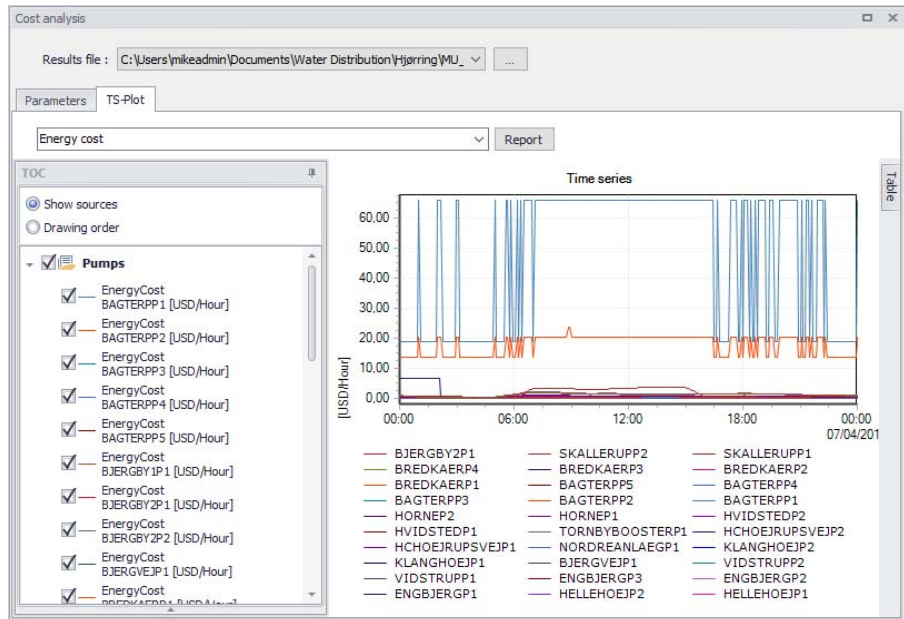 Cost analysis
Results file : C:\Users\mikeadmin\Documents\Water Distribution\Hjørring\MU_ ...
Parameters TS-Plot
Energy cost Report
TOC
Show sources
Drawing order
Pumps
EnergyCost
BAGTERPP1 [USD/Hour]
EnergyCost
BAGTERPP2 [USD/Hour]
EnergyCost
BAGTERPP3 [USD/Hour]
EnergyCost
BAGTERPP4 [USD/Hour]
EnergyCost
BAGTERPP5 [USD/Hour]
EnergyCost
BJERGBY1P1 [USD/Hour]
EnergyCost
BJERGBY2P1 [USD/Hour]
EnergyCost
BJERGBY2P2 [USD/Hour]
EnergyCost
BJERGVEJP1 [USD/Hour]
EnergyCost
Time series
Table
60,00
50,00
40,00
30,00
20,00
10,00
0,00
[USD/Hour]
00:00 06:00 12:00 18:00 00:00
07/04/201
BJERGBY2P1 SKALLERUPP2 SKALLERUPP1
BREDKAERP4 BREDKAERP3 BREDKAERP2
BREDKAERP1 BAGTERPP5 BAGTERPP4
BAGTERPP3 BAGTERPP2 BAGTERPP1
HORNEP2 HORNEP1 HVIDSTEDP2
HVIDSTEDP1 TORNBYBOOSTERP1 HCHOEJRUPSVEJP2
HCHOEJRUPSVEJP1 NORDREANLAEGP1 KLANGHOEJP2
KLANGHOEJP1 BJERGVEJP1 VIDSTRUPP2
VIDSTRUPP1 ENGBJERGP3 ENGBJERGP2
ENGBJERGP1 HELLEHOEJP2 HELLEHOEJP1